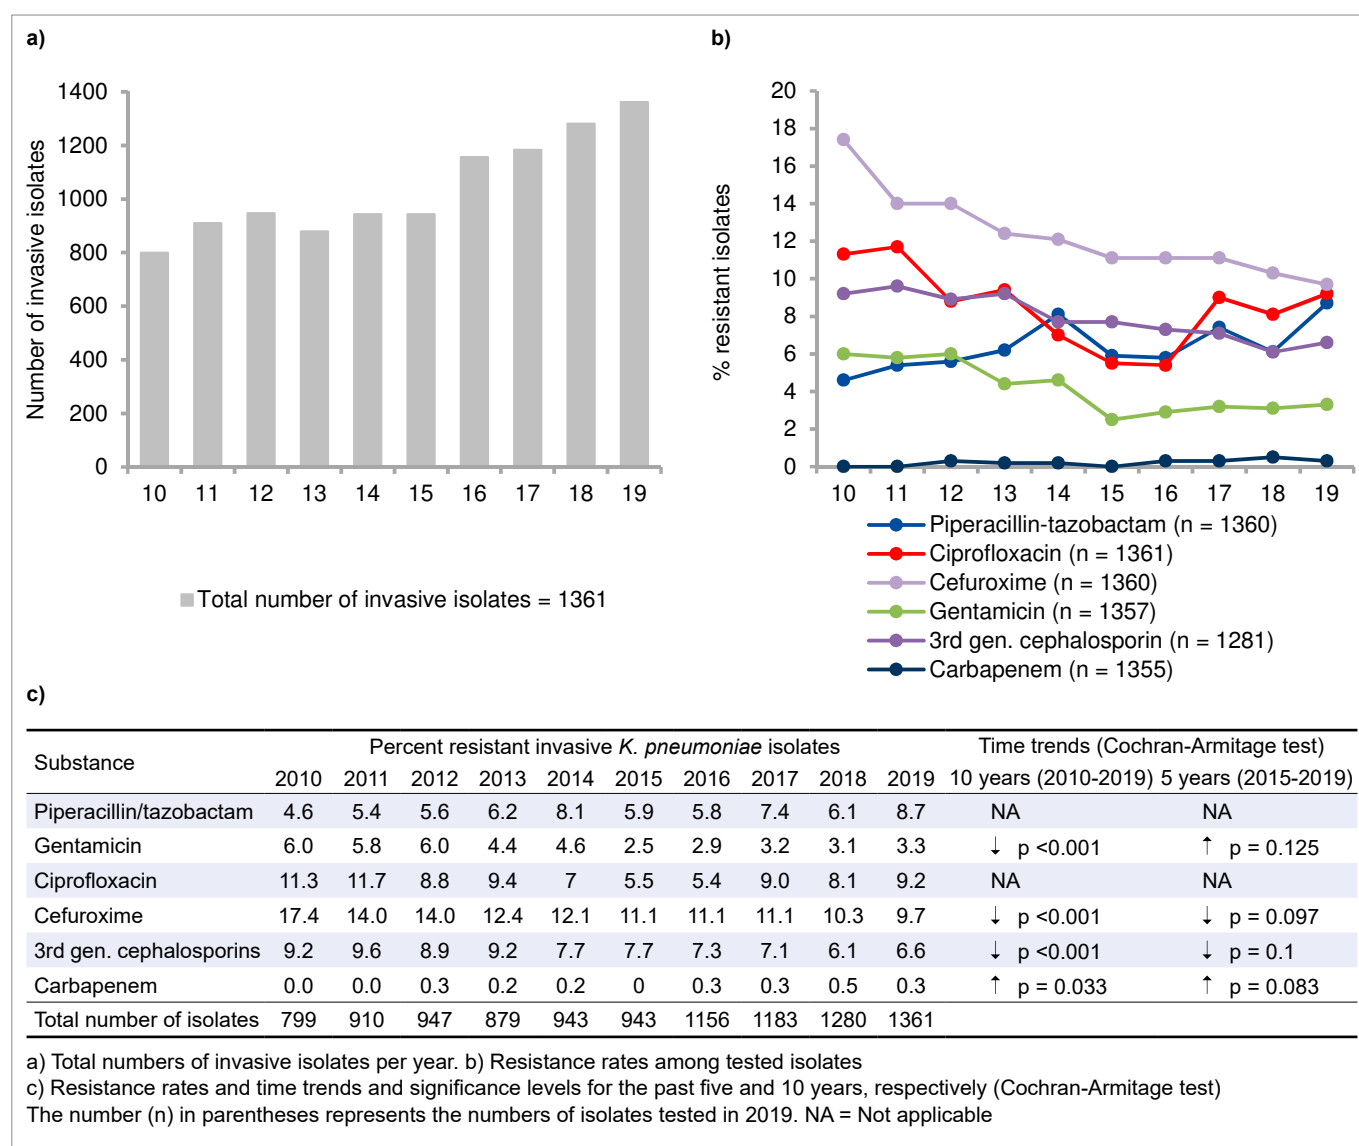 a)
Number of invasive isolates
1400
1200
1000
800
600
400
200
0
10 11 12 13 14 15 16 17 18 19
Total number of invasive isolates = 1361
b)
% resistant isolates
20
18
16
14
12
10
8
6
4
2
0
10 11 12 13 14 15 16 17 18 19
Piperacillin-tazobactam (n = 1360)
Ciprofloxacin (n = 1361)
Cefuroxime (n = 1360)
Gentamicin (n = 1357)
3rd gen. cephalosporin (n = 1281)
Carbapenem (n = 1355)
c)
Substance Percent resistant invasive K. pneumoniae isolates Time trends (Cochran-Armitage test)
2010 2011 2012 2013 2014 2015 2016 2017 2018 2019 10 years (2010-2019) 5 years (2015-2019)
Piperacillin/tazobactam 4.6 5.4 5.6 6.2 8.1 5.9 5.8 7.4 6.1 8.7 NA NA
Gentamicin 6.0 5.8 6.0 4.4 4.6 2.5 2.9 3.2 3.1 3.3 ↓ p <0.001 ↑ p = 0.125
Ciprofloxacin 11.3 11.7 8.8 9.4 7 5.5 5.4 9.0 8.1 9.2 NA NA
Cefuroxime 17.4 14.0 14.0 12.4 12.1 11.1 11.1 11.1 10.3 9.7 ↓ p <0.001 ↓ p = 0.097
3rd gen. cephalosporins 9.2 9.6 8.9 9.2 7.7 7.7 7.3 7.1 6.1 6.6 ↓ p <0.001 ↓ p = 0.1
Carbapenem 0.0 0.0 0.3 0.2 0.2 0 0.3 0.3 0.5 0.3 ↑ p = 0.033 ↑ p = 0.083
Total number of isolates 799 910 947 879 943 943 1156 1183 1280 1361
a) Total numbers of invasive isolates per year. b) Resistance rates among tested isolates
c) Resistance rates and time trends and significance levels for the past five and 10 years, respectively (Cochran-Armitage test)
The number (n) in parentheses represents the numbers of isolates tested in 2019. NA = Not applicable